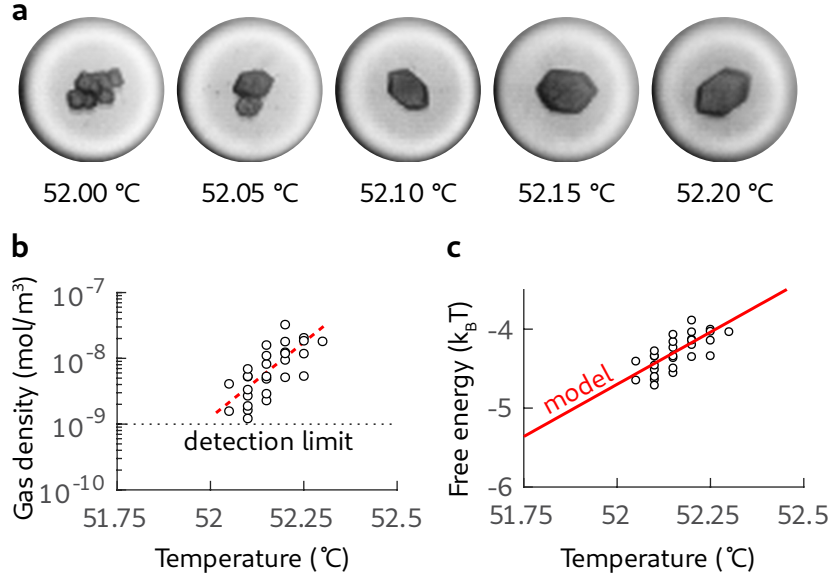 a
52.00 °C 52.05 °C 52.10 °C 52.15 °C 52.20 °C
b
Gas density (mol/m³)
10⁻⁷
10⁻⁸
10⁻⁹
10⁻¹⁰
detection limit
51.75 52 52.25 52.5
Temperature (°C)
c
Free energy (k_BT)
-4
-5
-6
model
51.75 52 52.25 52.5
Temperature (°C)